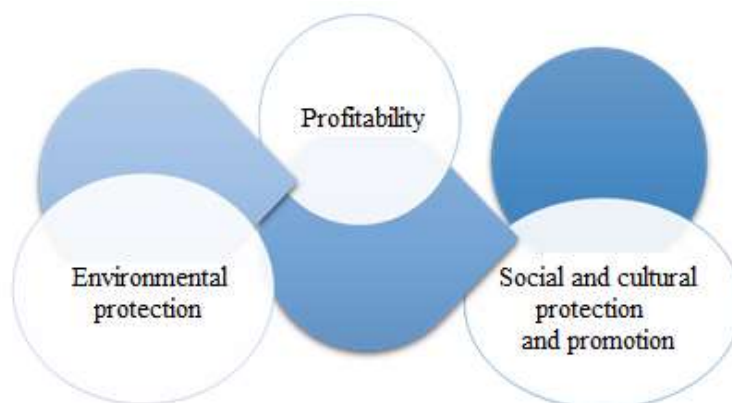 Profitability
Environmental
protection
Social and cultural
protection
and promotion